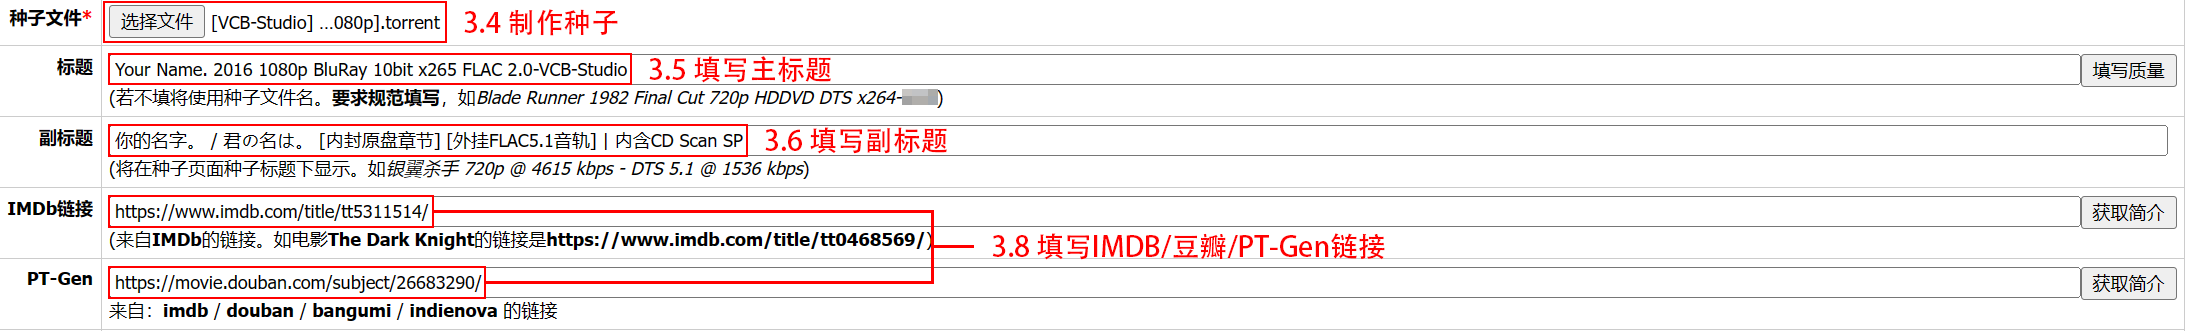 种子文件* 选择文件 [VCB-Studio] ...080p].torrent 3.4 制作种子
标题 Your Name. 2016 1080p BluRay 10bit x265 FLAC 2.0-VCB-Studio 3.5 填写主标题 填写质量
(若不填将使用种子文件名。要求规范填写，如Blade Runner 1982 Final Cut 720p HDDVD DTS x264-)
副标题 你的名字。 / 君の名は。 [内封原盘章节] [外挂FLAC5.1音轨] | 内含CD Scan SP 3.6 填写副标题
(将在种子页面种子标题下显示。如银翼杀手 720p @ 4615 kbps - DTS 5.1 @ 1536 kbps)
IMDb链接 https://www.imdb.com/title/tt5311514/ 获取简介
(来自IMDb的链接。如电影The Dark Knight的链接是https://www.imdb.com/title/tt0468569/)
3.8 填写IMDB/豆瓣/PT-Gen链接
PT-Gen https://movie.douban.com/subject/26683290/ 获取简介
来自：imdb / douban / bangumi / indienova 的链接